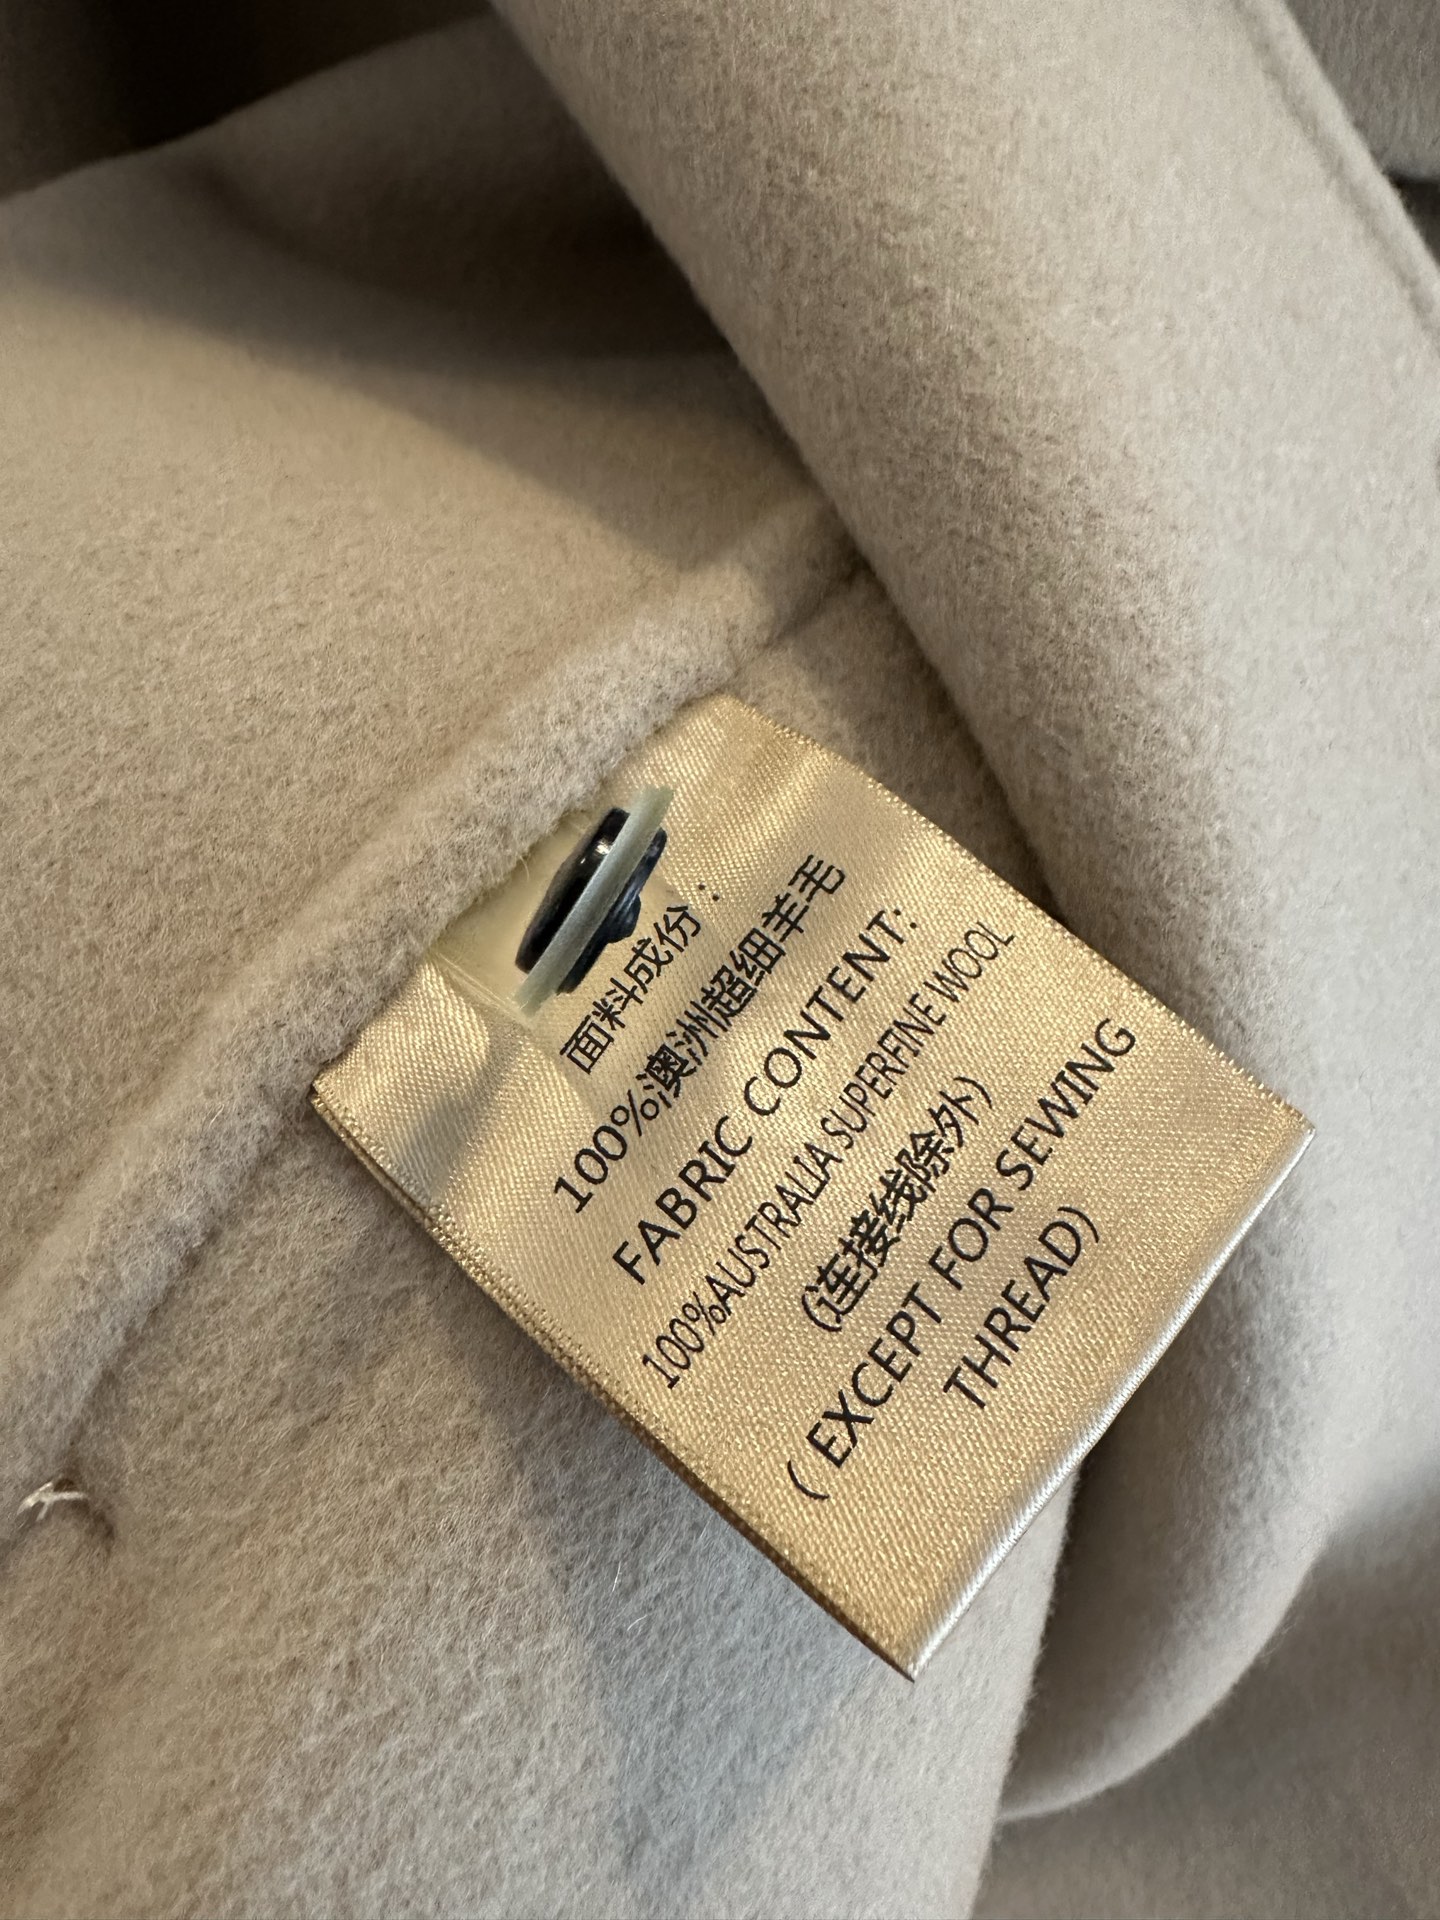 面料成份：
100%澳洲超细羊毛
FABRIC CONTENT:
100%AUSTRALIA SUPERFINE WOOL
(连接线除外)
( EXCEPT FOR SEWING
THREAD)